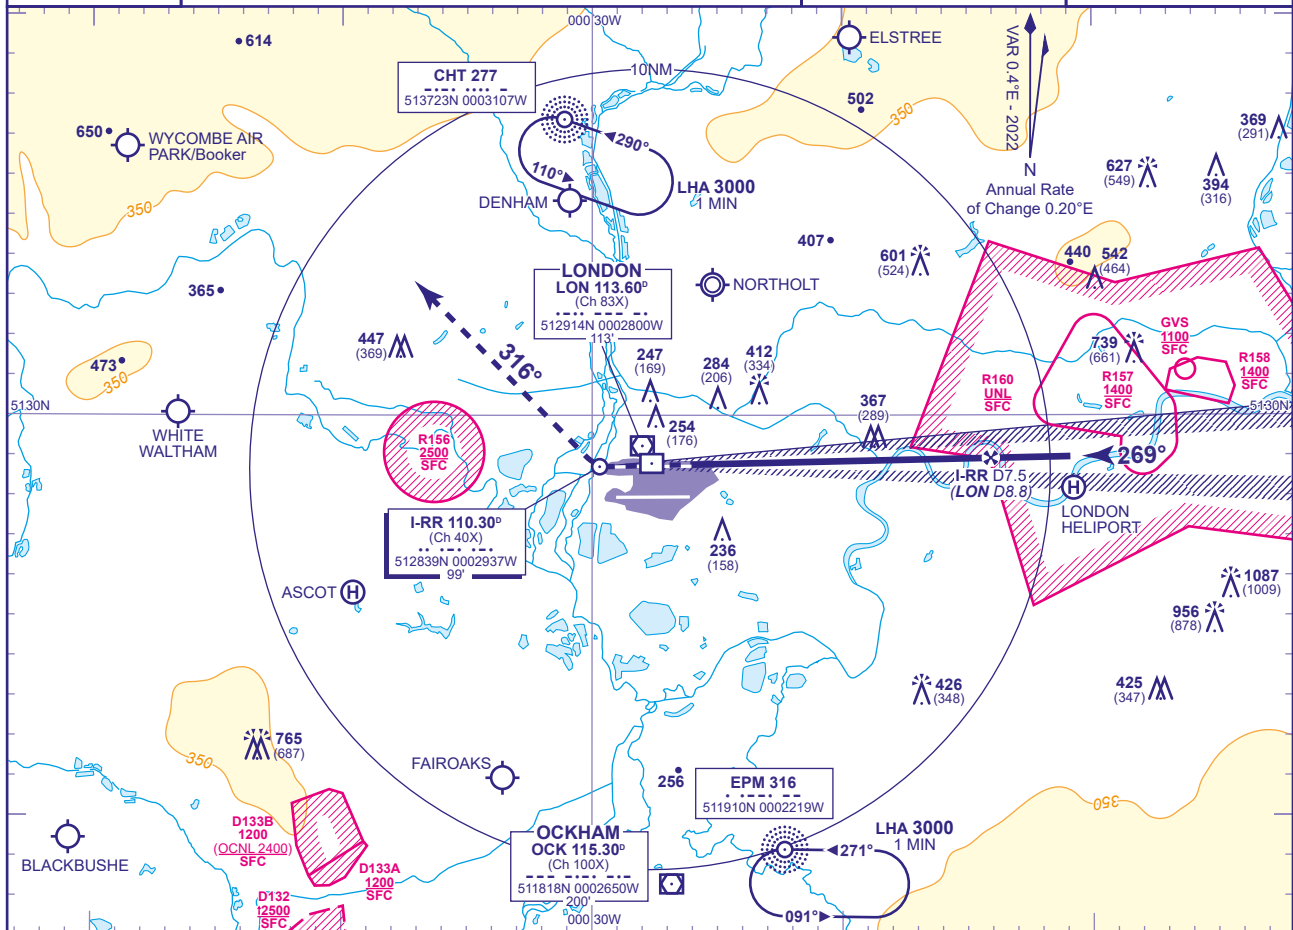 000 30W
614
ELSTREE
VAR 0.4°E - 2022
10NM
CHT 277
513723N 0003107W
502
350
369
(291)
650
WYCOMBE AIR
PARK/Booker
290°
110°
N
Annual Rate
of Change 0.20°E
627
(549)
394
(316)
LHA 3000
1 MIN
DENHAM
350
407
601
(524)
440
542
(464)
LONDON
LON 113.60ᴰ
(Ch 83X)
512914N 0002800W
113'
NORTHOLT
365
447
(369)
316°
247
(169)
284
(206)
412
(334)
739
(661)
GVS
1100
SFC
R158
1400
SFC
473
350
R160
UNL
SFC
R157
1400
SFC
5130N
5130N
367
(289)
254
(176)
WHITE
WALTHAM
R156
2500
SFC
269°
I-RR D7.5
(LON D8.8)
LONDON
HELIPORT
H
I-RR 110.30ᴰ
(Ch 40X)
512839N 0002937W
99'
236
(158)
ASCOT H
1087
(1009)
956
(878)
426
(348)
425
(347)
765
(687)
350
FAIROAKS
256
EPM 316
511910N 0002219W
350
D133B
1200
(OCNL 2400)
SFC
BLACKBUSHE
OCKHAM
OCK 115.30ᴰ
(Ch 100X)
511818N 0002650W
200'
LHA 3000
1 MIN
271°
091°
D133A
1200
SFC
D132
2500
SFC
000 30W